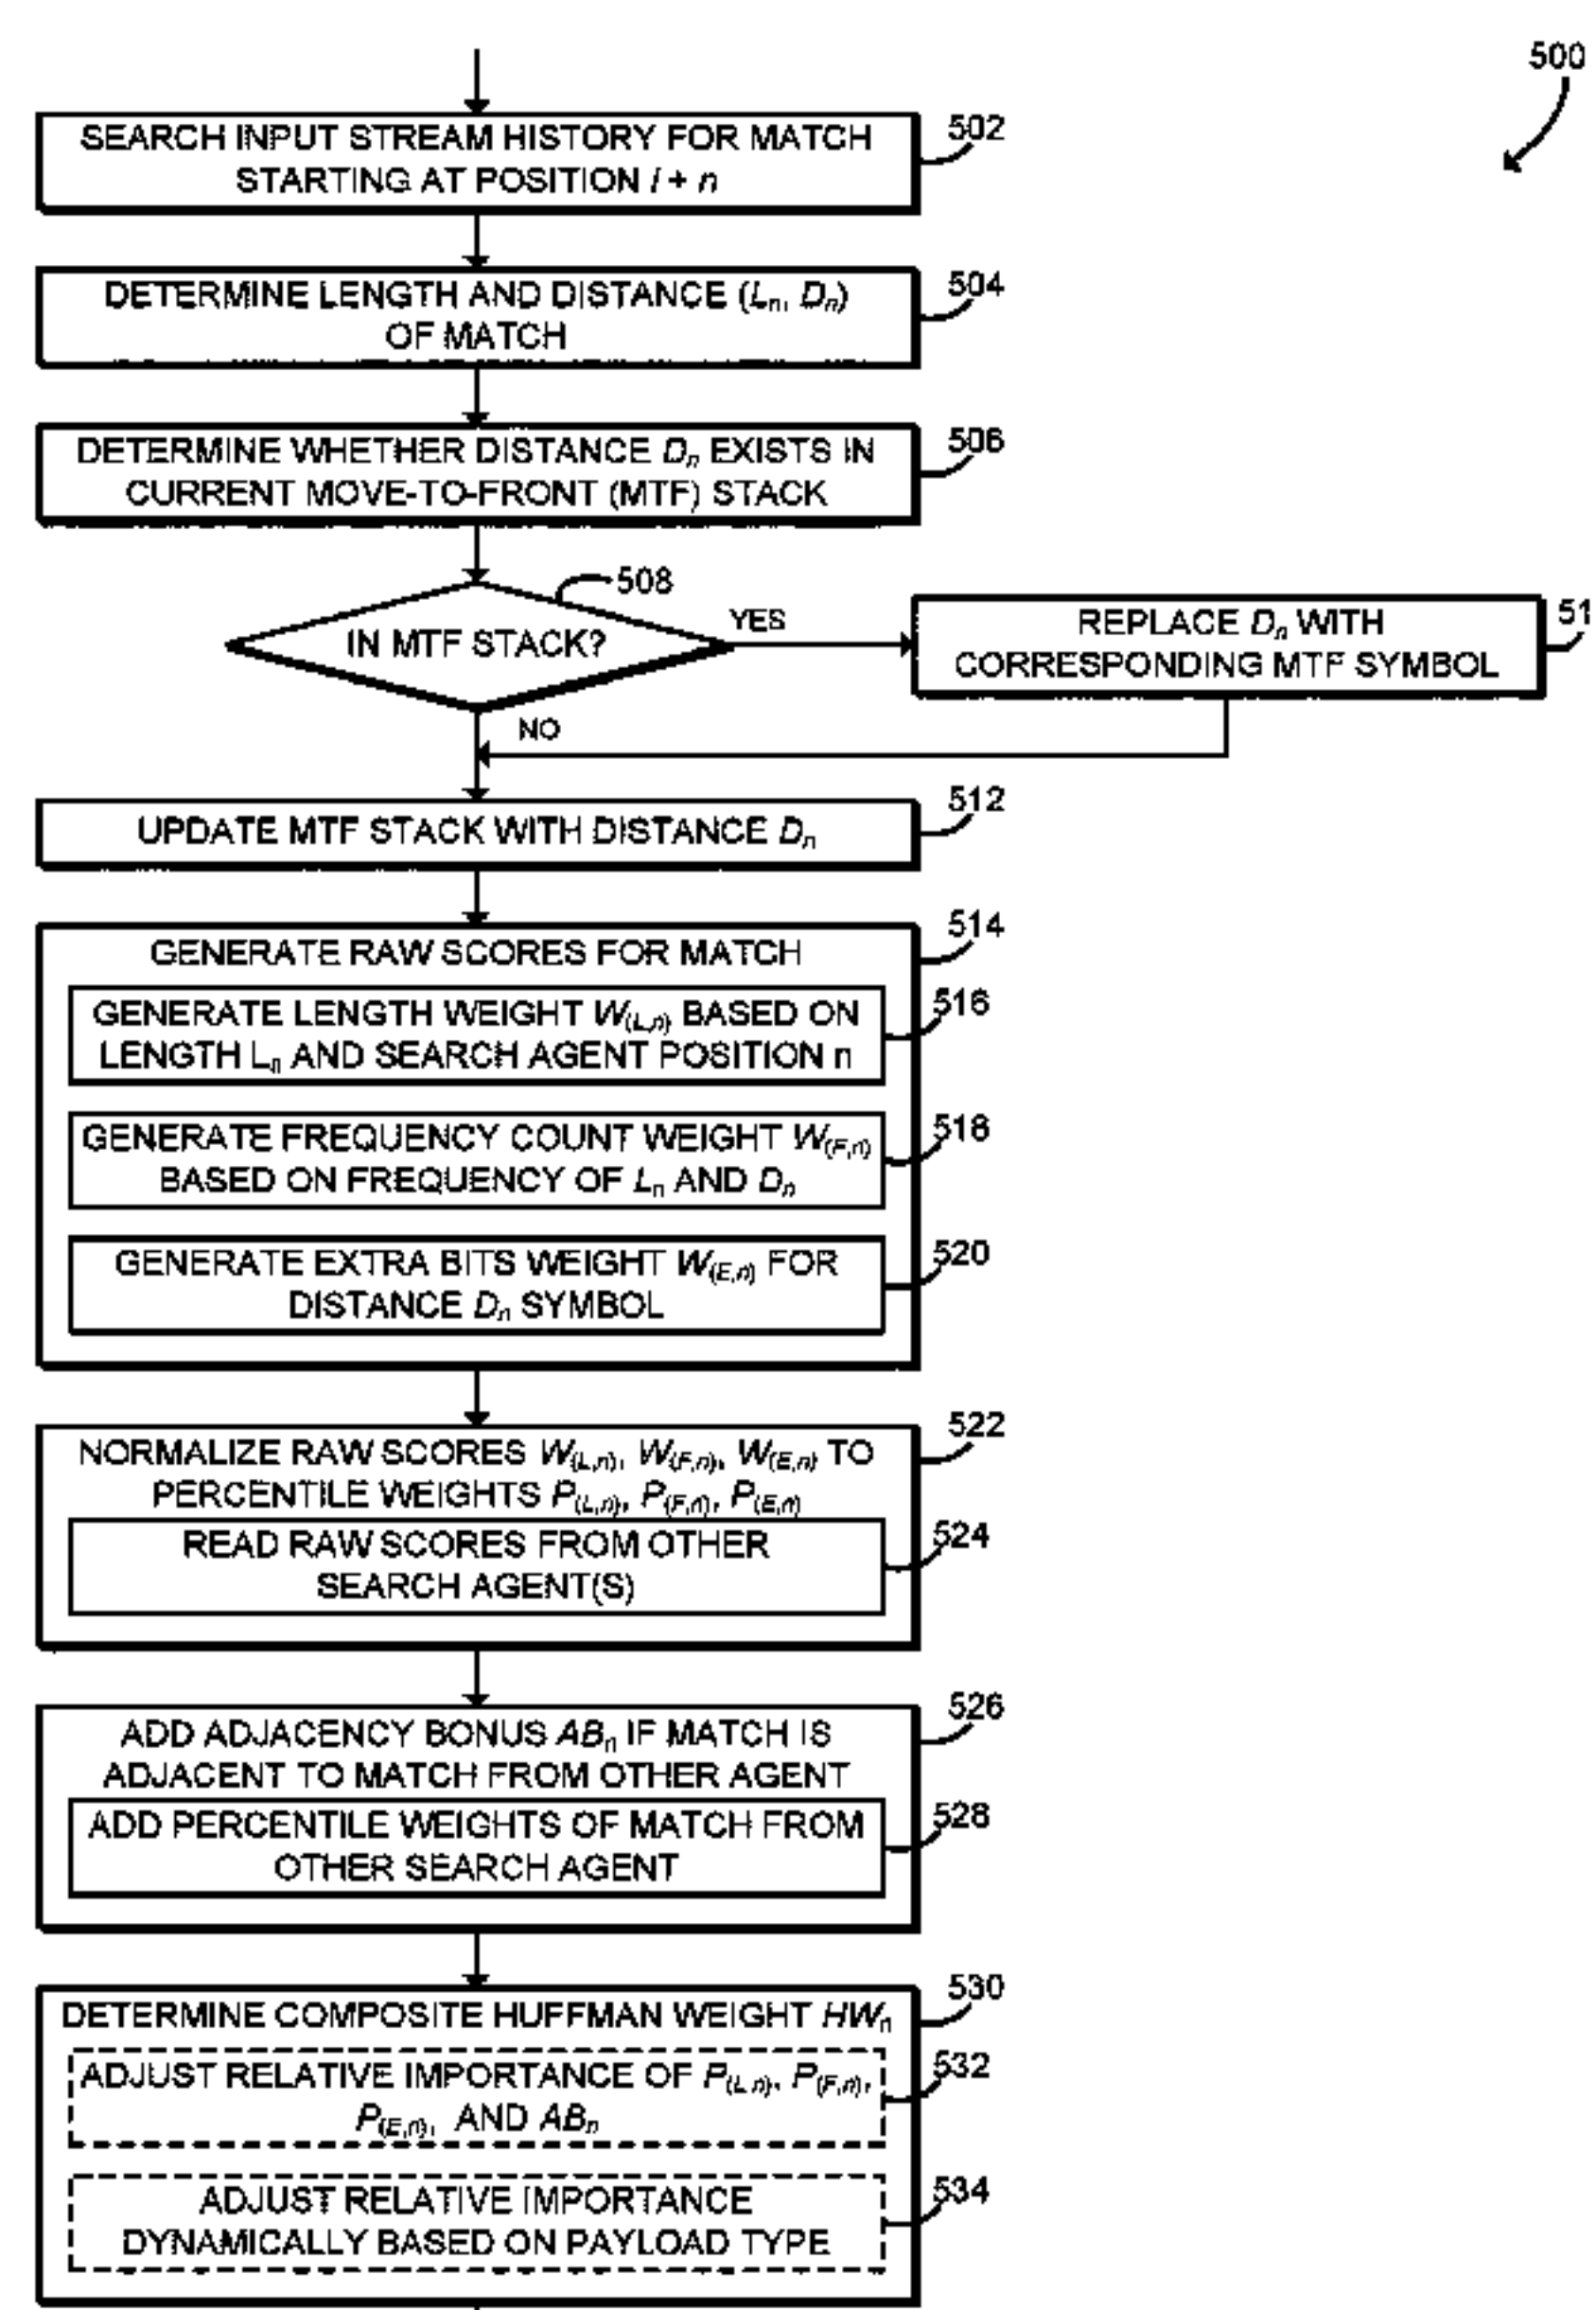 500
SEARCH INPUT STREAM HISTORY FOR MATCH
STARTING AT POSITION I + n
502
DETERMINE LENGTH AND DISTANCE (Ln, Dn)
OF MATCH
504
DETERMINE WHETHER DISTANCE Dn EXISTS IN
CURRENT MOVE-TO-FRONT (MTF) STACK
506
508
IN MTF STACK?
YES
REPLACE Dn WITH
CORRESPONDING MTF SYMBOL
51
NO
UPDATE MTF STACK WITH DISTANCE Dn
512
GENERATE RAW SCORES FOR MATCH
514
GENERATE LENGTH WEIGHT W(L,n) BASED ON
LENGTH Ln AND SEARCH AGENT POSITION n
516
GENERATE FREQUENCY COUNT WEIGHT W(F,n)
BASED ON FREQUENCY OF Ln AND Dn
518
GENERATE EXTRA BITS WEIGHT W(E,n) FOR
DISTANCE Dn SYMBOL
520
NORMALIZE RAW SCORES W(L,n), W(F,n), W(E,n) TO
PERCENTILE WEIGHTS P(L,n), P(F,n), P(E,n)
522
READ RAW SCORES FROM OTHER
SEARCH AGENT(S)
524
ADD ADJACENCY BONUS ABn IF MATCH IS
ADJACENT TO MATCH FROM OTHER AGENT
526
ADD PERCENTILE WEIGHTS OF MATCH FROM
OTHER SEARCH AGENT
528
DETERMINE COMPOSITE HUFFMAN WEIGHT HWn
530
ADJUST RELATIVE IMPORTANCE OF P(L,n), P(F,n),
P(E,n), AND ABn
532
ADJUST RELATIVE IMPORTANCE
DYNAMICALLY BASED ON PAYLOAD TYPE
534